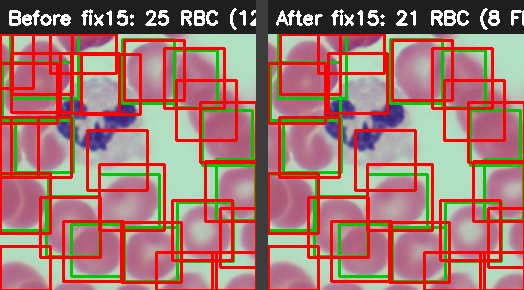 Before fix15: 25 RBC (12
After fix15: 21 RBC (8 F